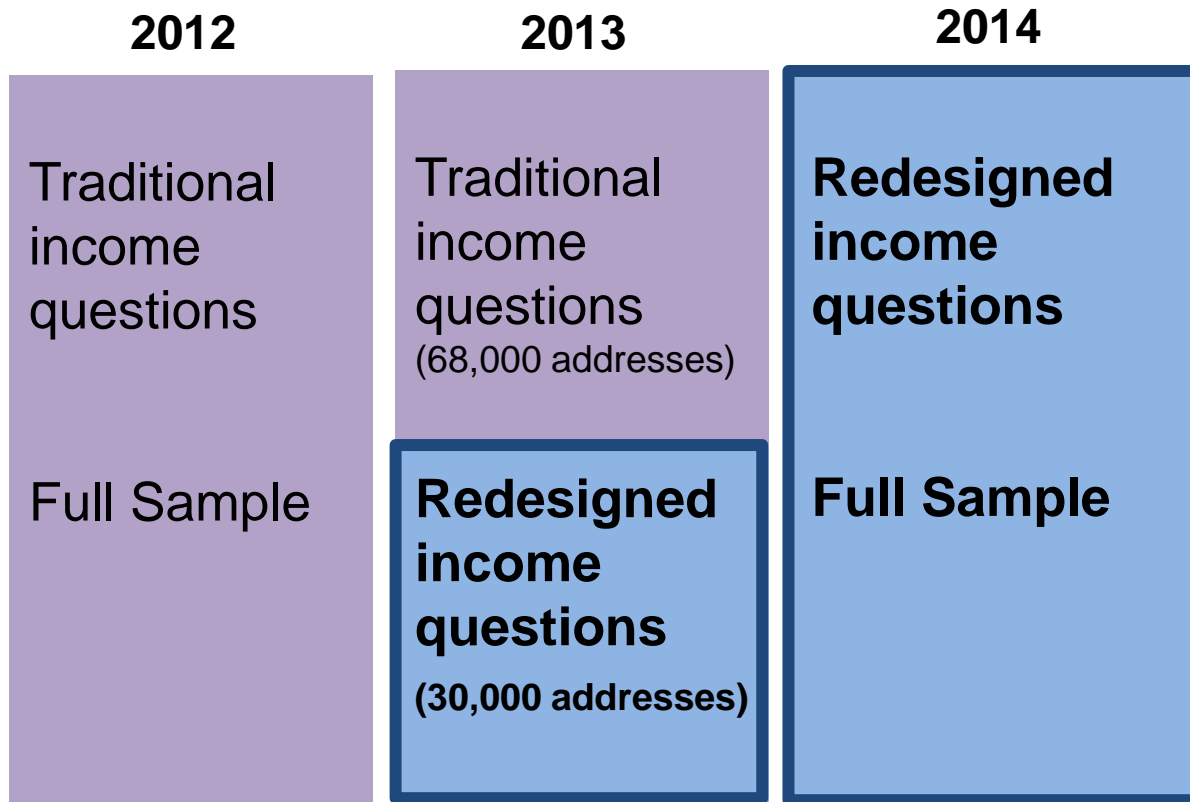 2012
Traditional
income
questions
Full Sample
2013
Traditional
income
questions
(68,000 addresses)
Redesigned
income
questions
(30,000 addresses)
2014
Redesigned
income
questions
Full Sample